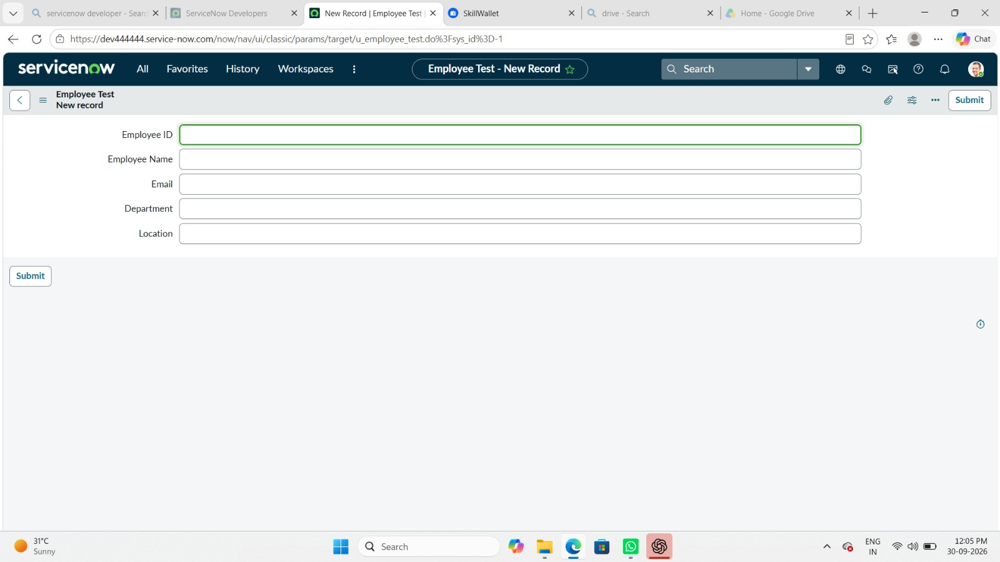 servicenow developer - Searc
ServiceNow Developers
New Record | Employee Test |
SkillWallet
drive - Search
Home - Google Drive
https://dev444444.service-now.com/now/nav/ui/classic/params/target/u_employee_test.do%3Fsys_id%3D-1
Chat
servicenow
All
Favorites
History
Workspaces
Employee Test - New Record
Search
Employee Test
New record
Submit
Employee ID
Employee Name
Email
Department
Location
Submit
31°C
Sunny
Search
ENG
IN
12:05 PM
30-09-2026